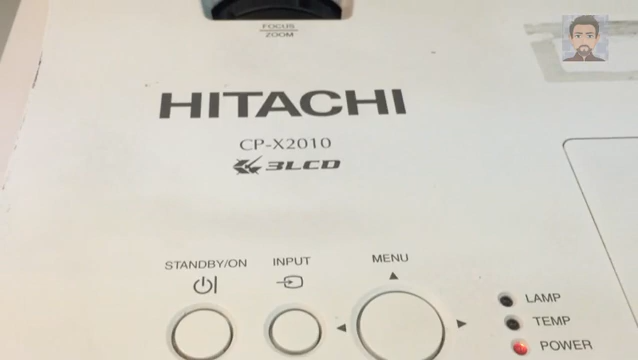 FOCUS
ZOOM
HITACHI
CP-X2010
3LCD
STANDBY/ON
INPUT
MENU
LAMP
TEMP
POWER